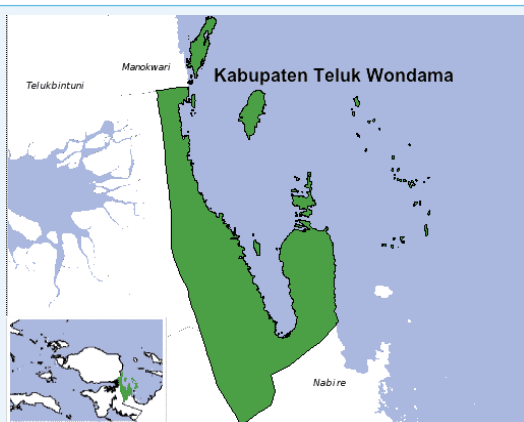 Kabupaten Teluk Wondama
Manokwari
Telukbintuni
Nabire